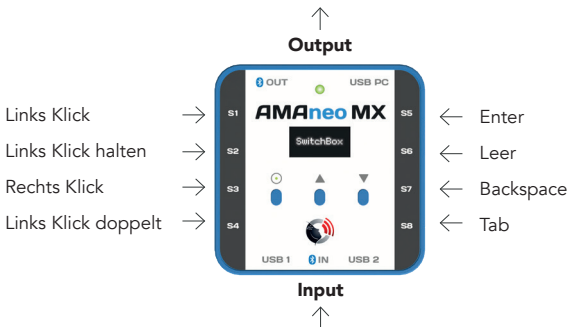 Output
OUT USB PC
Links Klick S1 AMAneo MX S5 Enter
Links Klick halten S2 SwitchBox S6 Leer
Rechts Klick S3 S7 Backspace
Links Klick doppelt S4 S8 Tab
USB 1 IN USB 2
Input